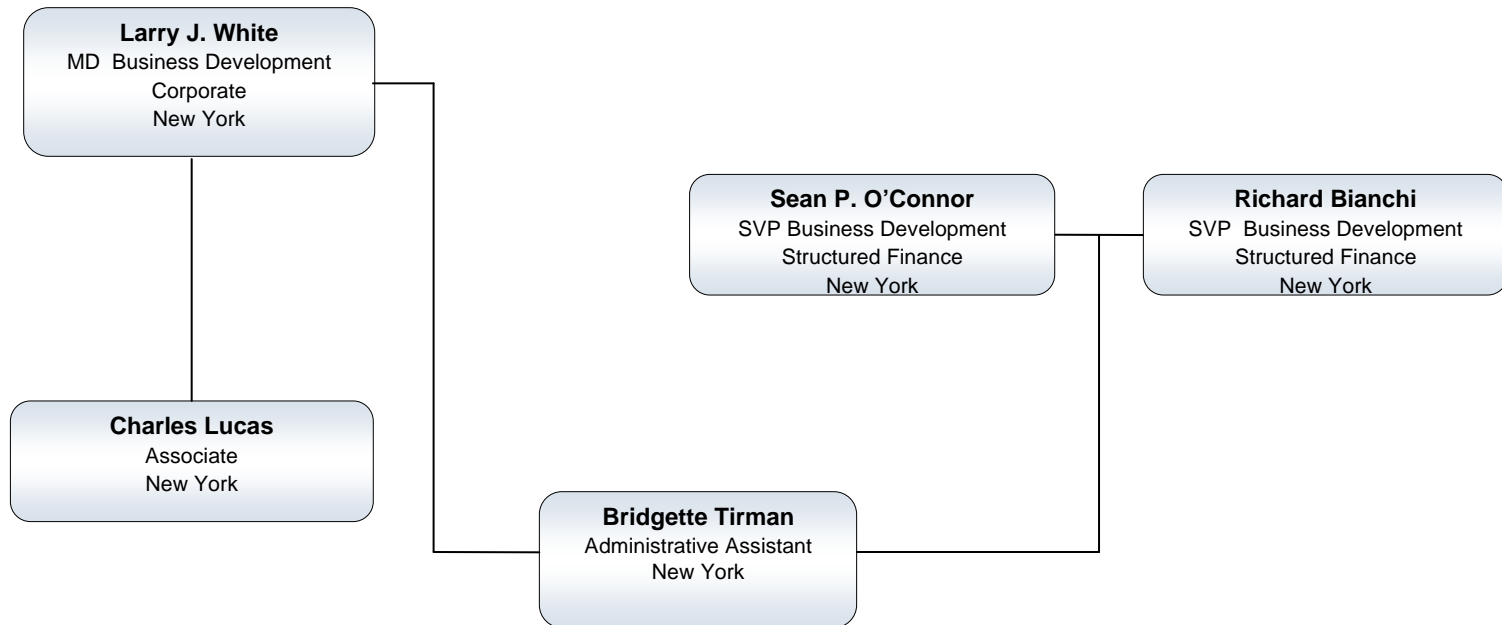 Larry J. White
MD  Business Development
Corporate
New York
Sean P. O’Connor
SVP Business Development
Structured Finance
New York
Richard Bianchi
SVP  Business Development
Structured Finance
New York
Charles Lucas
Associate
New York
Bridgette Tirman
Administrative Assistant
New York